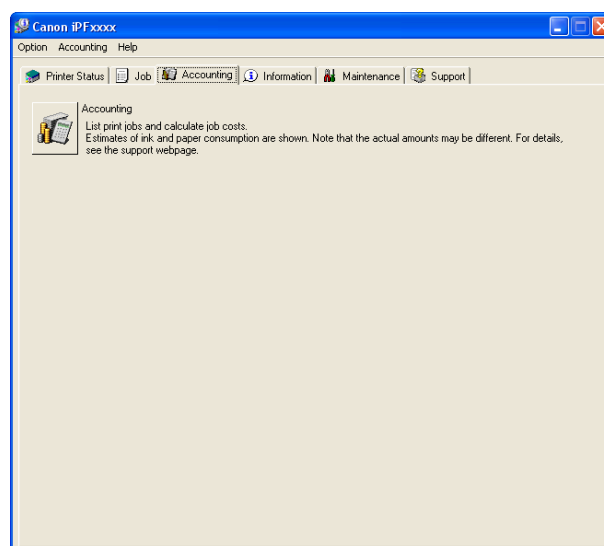 Canon iPFxxxx
Option Accounting Help
Printer Status Job Accounting Information Maintenance Support
Accounting
List print jobs and calculate job costs.
Estimates of ink and paper consumption are shown. Note that the actual amounts may be different. For details,
see the support webpage.